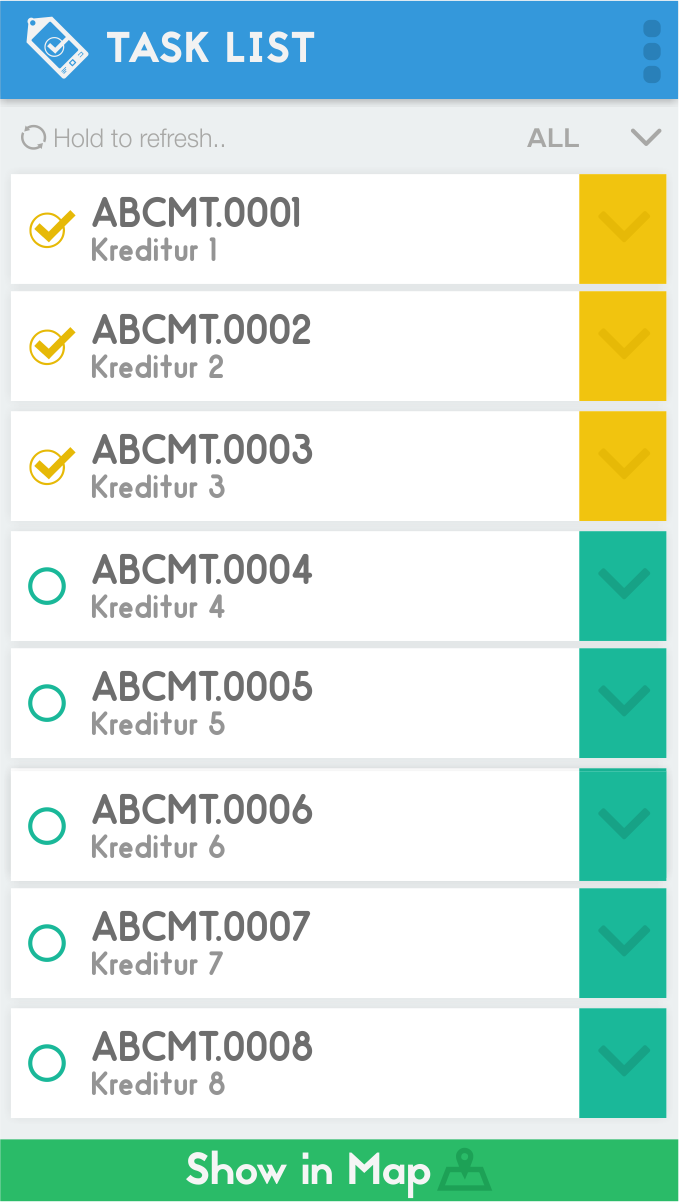 TASK LIST
Hold to refresh..
ALL
ABCMT.0001
Kreditur 1
ABCMT.0002
Kreditur 2
ABCMT.0003
Kreditur 3
ABCMT.0004
Kreditur 4
ABCMT.0005
Kreditur 5
ABCMT.0006
Kreditur 6
ABCMT.0007
Kreditur 7
ABCMT.0008
Kreditur 8
Show in Map